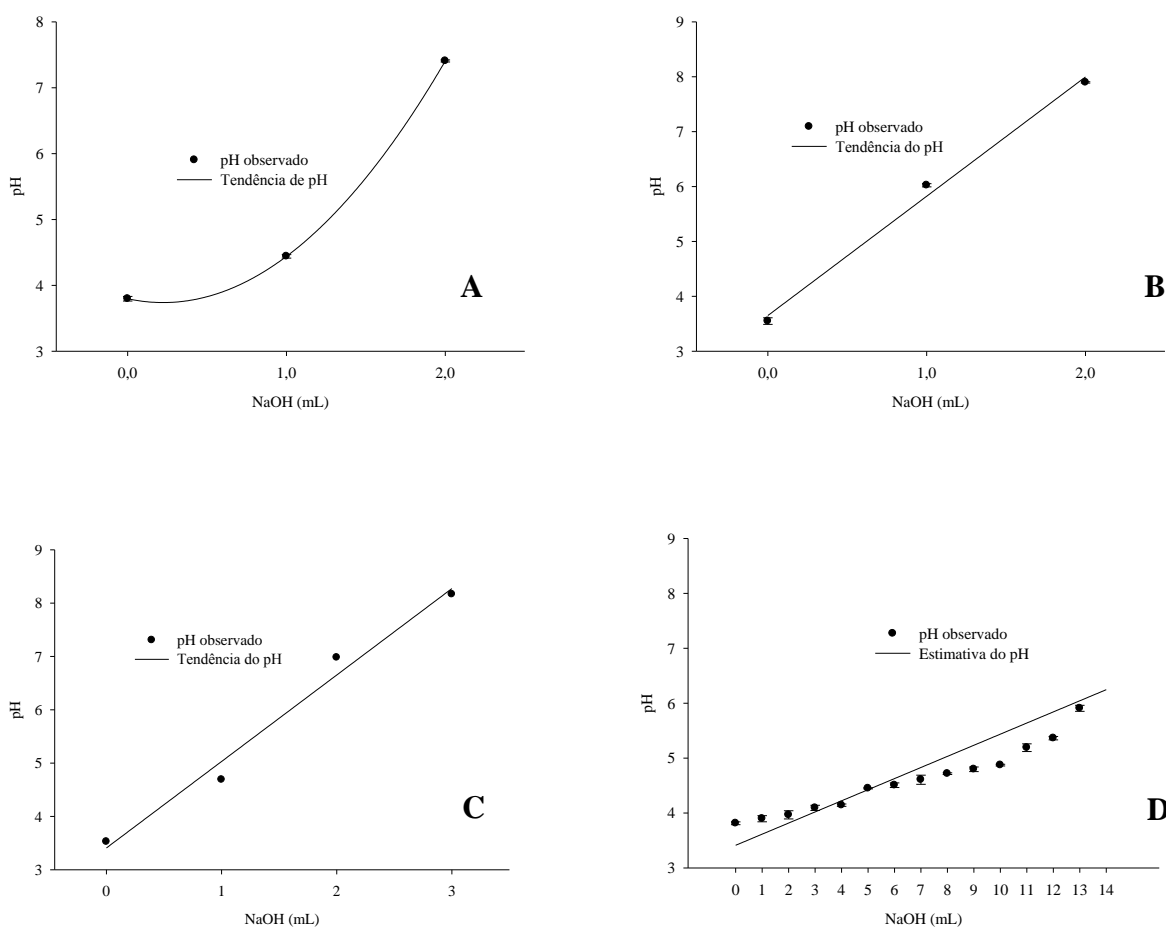 8
7
6
5
4
3
pH
pH observado
Tendência de pH
A
0,0 1,0 2,0
NaOH (mL)
9
8
7
6
5
4
3
pH
pH observado
Tendência do pH
B
0,0 1,0 2,0
NaOH (mL)
9
8
7
6
5
4
3
pH
pH observado
Tendência do pH
C
0 1 2 3
NaOH (mL)
9
8
7
6
5
4
3
pH
pH observado
Estimativa do pH
D
0 1 2 3 4 5 6 7 8 9 10 11 12 13 14
NaOH (mL)